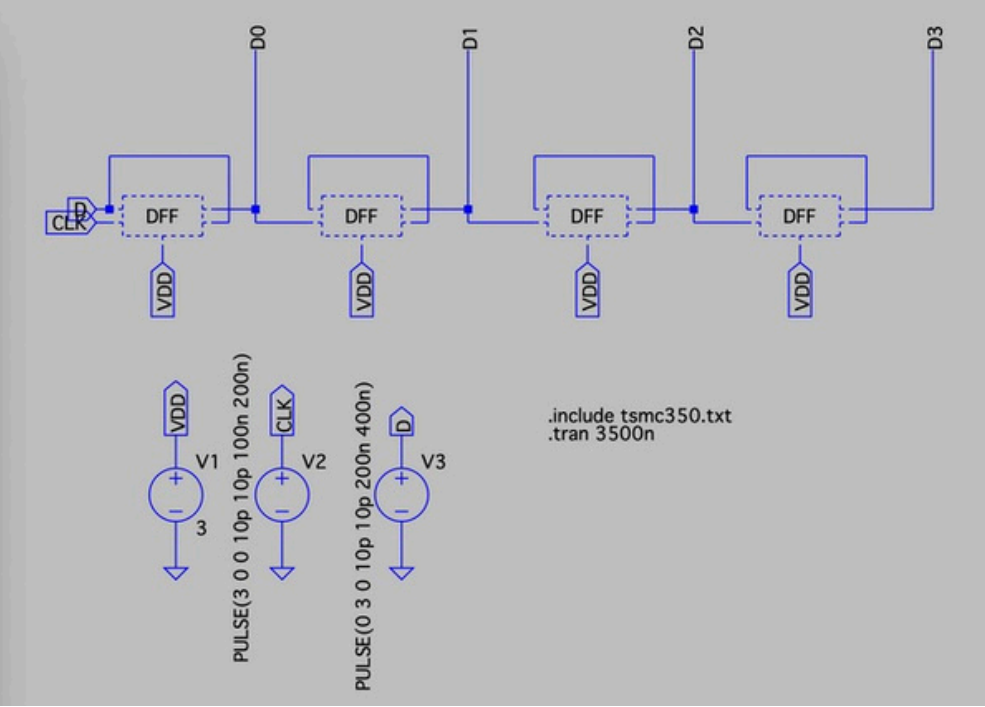 D0
D1
D2
D3
D
CLK
DFF
DFF
DFF
DFF
VDD
VDD
VDD
VDD
VDD
V1
3
PULSE(3 0 0 10p 10p 100n 200n)
CLK
V2
PULSE(0 3 0 10p 10p 200n 400n)
D
V3
.include tsmc350.txt
.tran 3500n